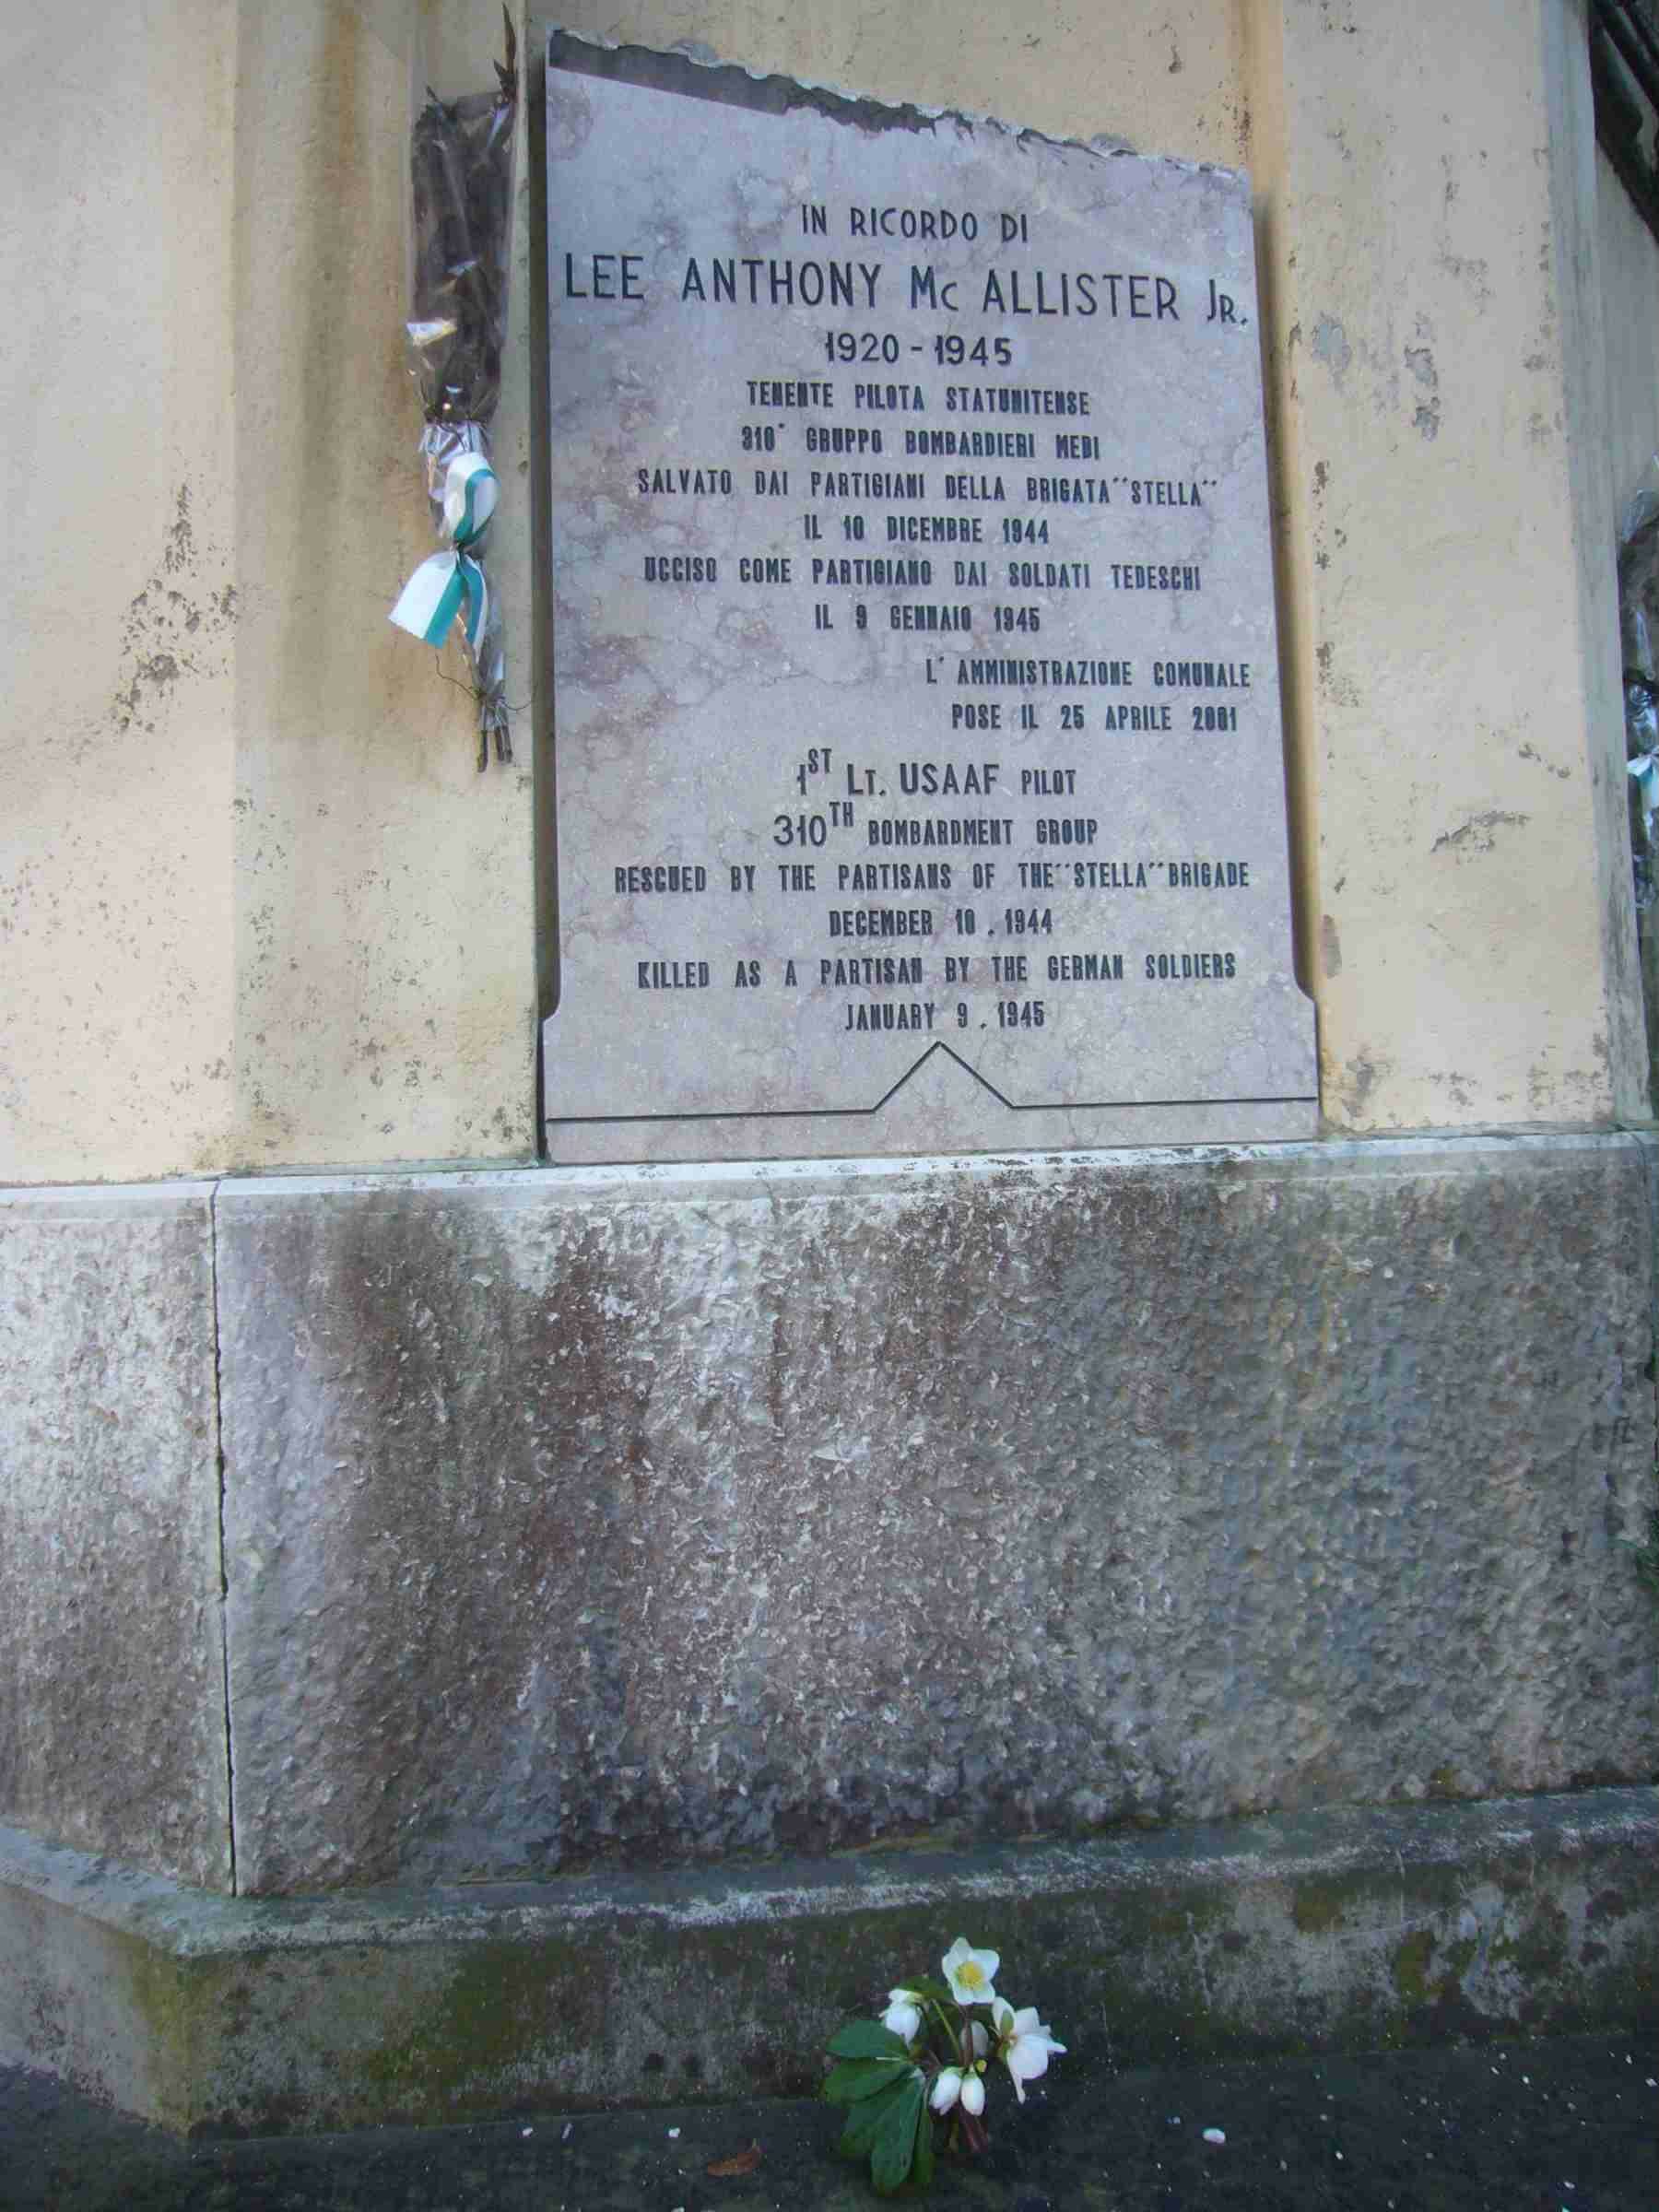 IN RICORDO DI
LEE ANTHONY Mc ALLISTER JR.
1920 - 1945
TENENTE PILOTA STATUNITENSE
310° GRUPPO BOMBARDIERI MEDI
SALVATO DAI PARTIGIANI DELLA BRIGATA "STELLA"
IL 10 DICEMBRE 1944
UCCISO COME PARTIGIANO DAI SOLDATI TEDESCHI
IL 9 GENNAIO 1945
L' AMMINISTRAZIONE COMUNALE
POSE IL 25 APRILE 2001
1ST LT. USAAF PILOT
310TH BOMBARDMENT GROUP
RESCUED BY THE PARTISANS OF THE "STELLA" BRIGADE
DECEMBER 10, 1944
KILLED AS A PARTISAN BY THE GERMAN SOLDIERS
JANUARY 9, 1945